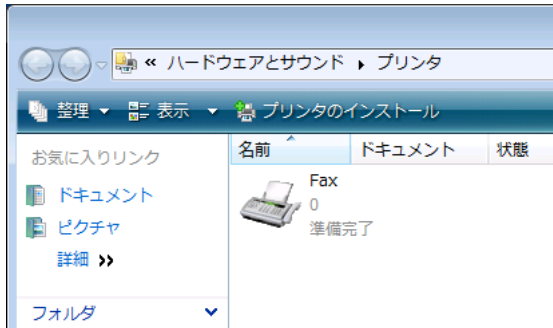 « ハードウェアとサウンド ▸ プリンタ
整理 ▼ 表示 ▼ プリンタのインストール
お気に入りリンク
ドキュメント
ピクチャ
詳細 »
フォルダ
名前 ドキュメント 状態
Fax
0
準備完了